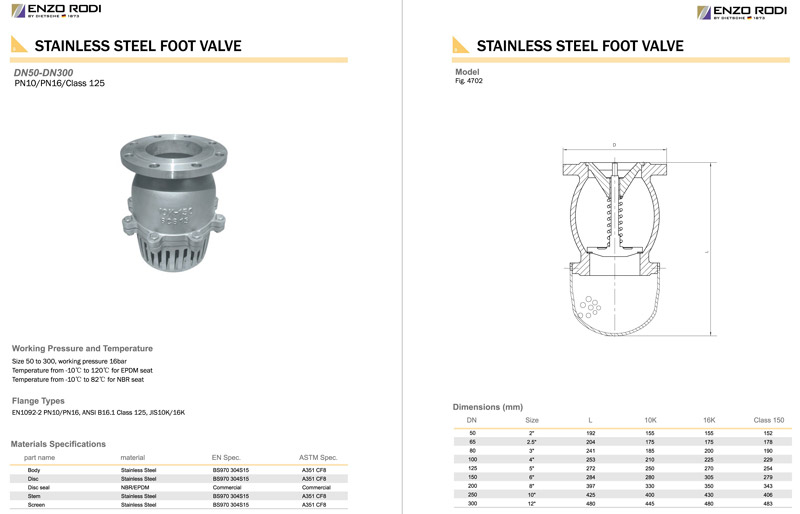 ENZO RODI
BY DIETSCHE 1873
STAINLESS STEEL FOOT VALVE
DN50-DN300
PN10/PN16/Class 125
Working Pressure and Temperature
Size 50 to 300, working pressure 16bar
Temperature from -10℃ to 120℃ for EPDM seat
Temperature from -10℃ to 82℃ for NBR seat
Flange Types
EN1092-2 PN10/PN16, ANSI B16.1 Class 125, JIS10K/16K
Materials Specifications
part name material EN Spec. ASTM Spec.
Body Stainless Steel BS970 304S15 A351 CF8
Disc Stainless Steel BS970 304S15 A351 CF8
Disc seal NBR/EPDM Commercial Commercial
Stem Stainless Steel BS970 304S15 A351 CF8
Screen Stainless Steel BS970 304S15 A351 CF8
ENZO RODI
BY DIETSCHE 1873
STAINLESS STEEL FOOT VALVE
Model
Fig. 4702
D
L
Dimensions (mm)
DN Size L 10K 16K Class 150
50 2" 192 155 155 152
65 2.5" 204 175 175 178
80 3" 241 185 200 190
100 4" 253 210 225 229
125 5" 272 250 270 254
150 6" 284 280 305 279
200 8" 397 330 350 343
250 10" 425 400 430 406
300 12" 480 445 480 483